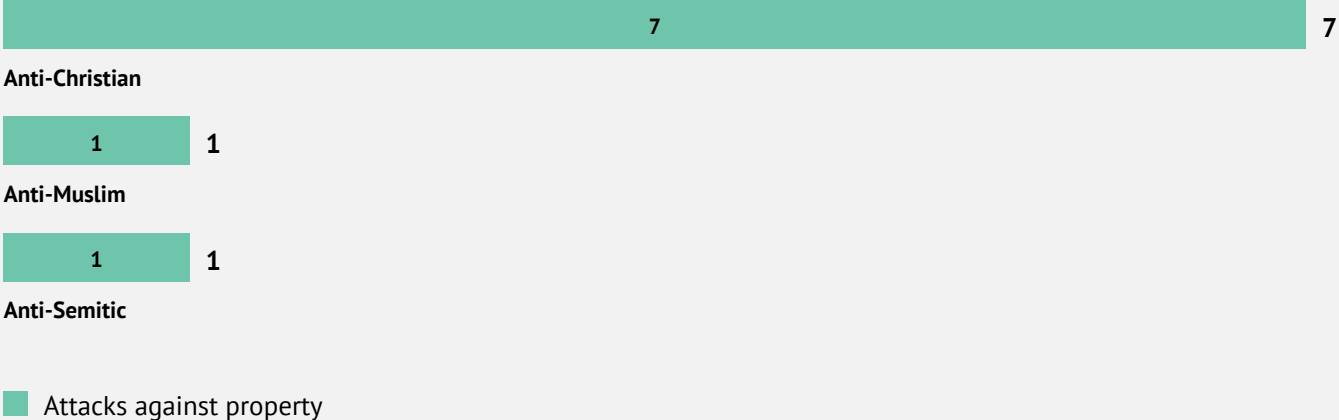 7 7
Anti-Christian
1 1
Anti-Muslim
1 1
Anti-Semitic
Attacks against property